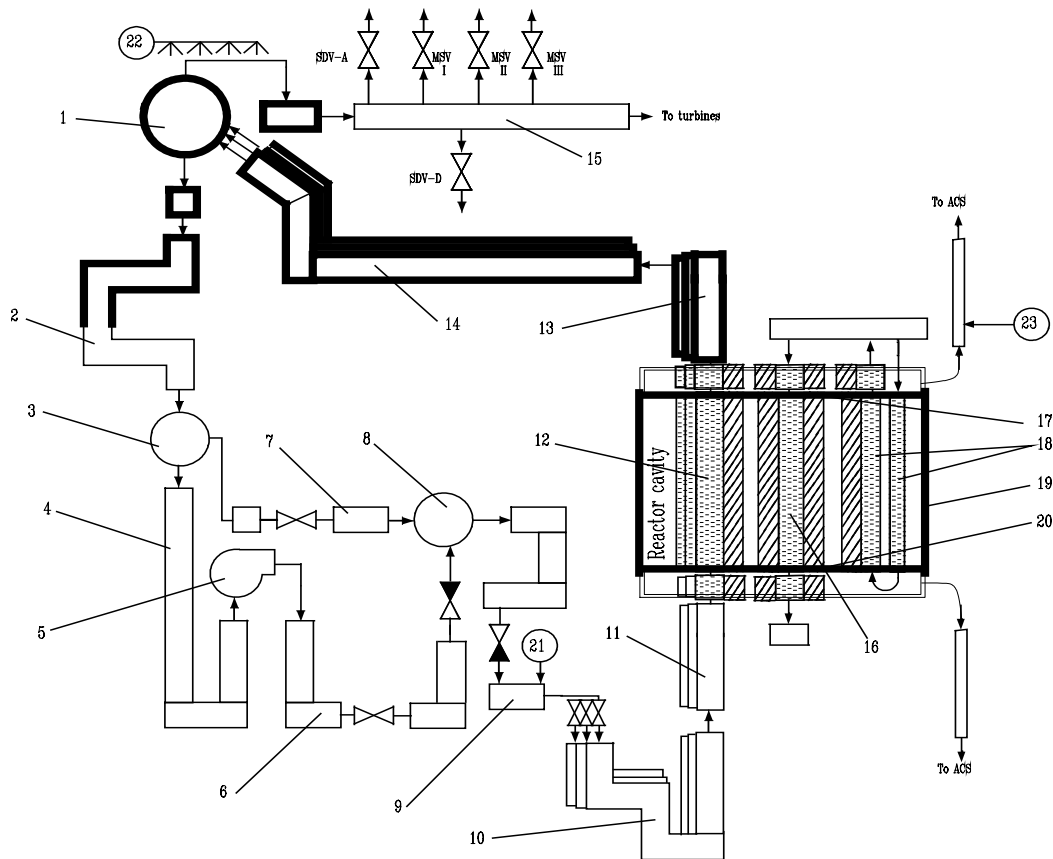 22
SDV-A
MSV
I
MSV
II
MSV
III
1
To turbines
15
SDV-D
To ACS
2
14
13
23
3
7
8
12
17
18
4
Reactor cavity
19
20
5
11
16
21
6
9
To ACS
10